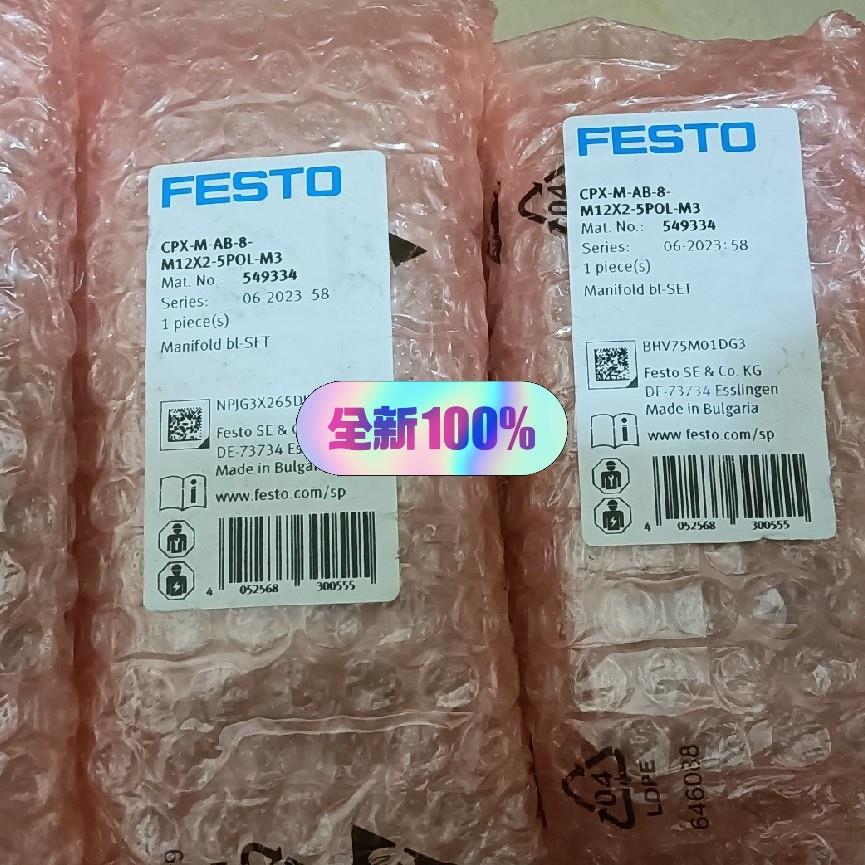 FESTO
CPX-M-AB-8-
M12X2-5POL-M3
Mat. No.: 549334
Series: 06-2023: 58
1 piece(s)
Manifold bl-SET
Festo SE &
DE-73734
Made in
www.festo.com/sp
4 052568 300555
FESTO
CPX-M-AB-8-
M12X2-5POL-M3
Mat. No.: 549334
Series: 06-2023: 58
1 piece(s)
Manifold bl-SET
BHV75M01DG3
Festo SE & Co. KG
DE-73734 Esslingen
Made in Bulgaria
www.festo.com/sp
4 052568 300555
全新100%
04
04
LDPE